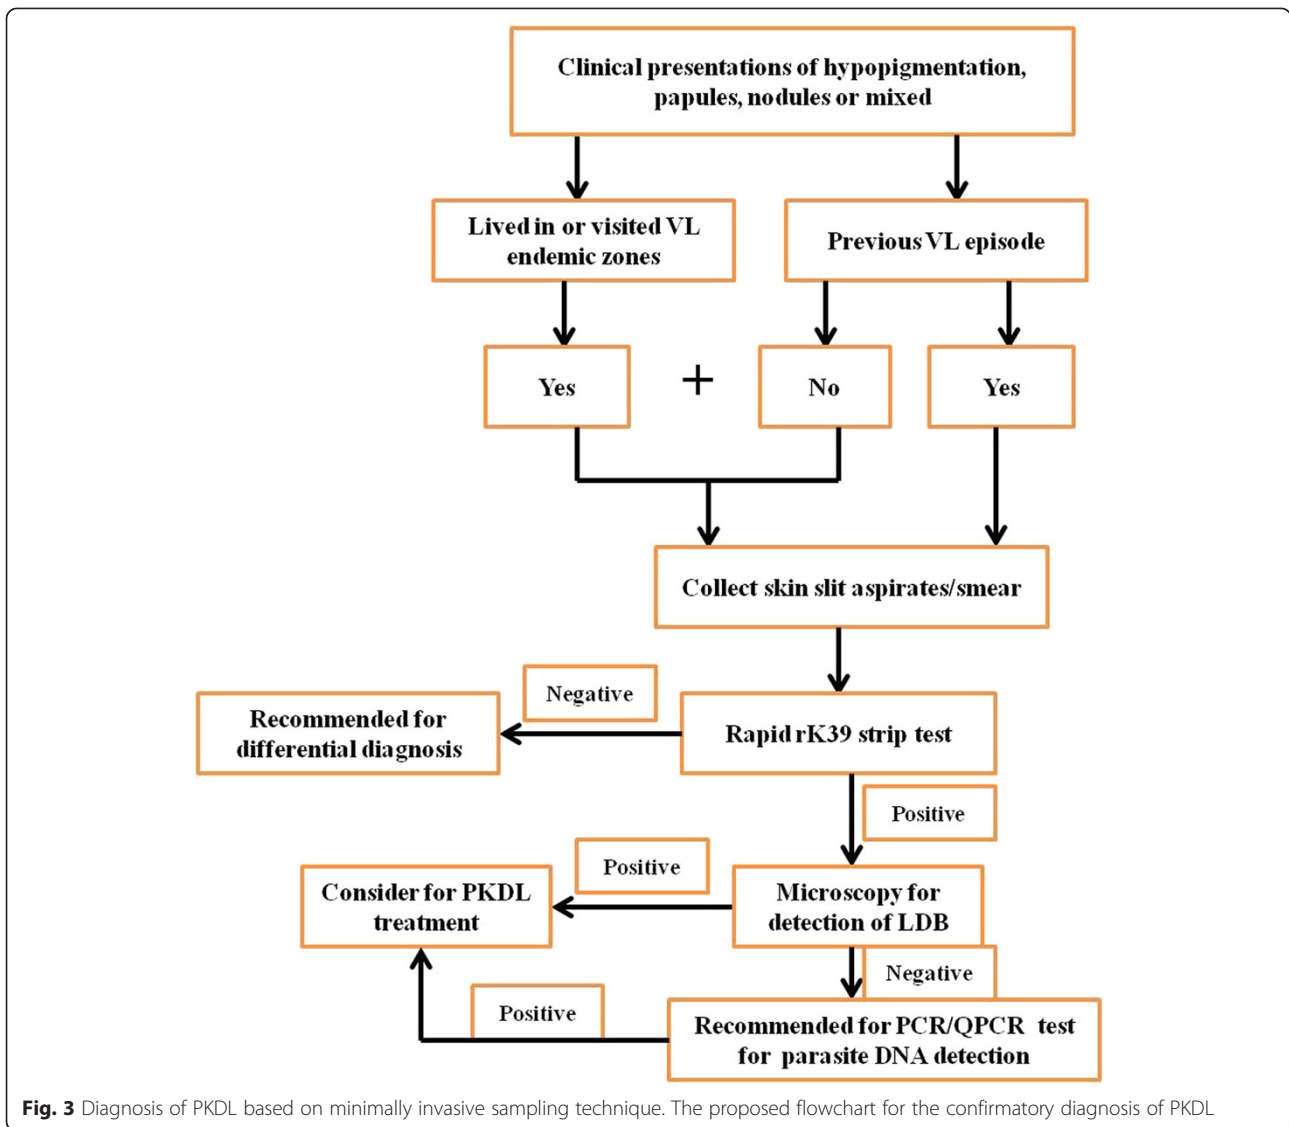 Clinical presentations of hypopigmentation,
papules, nodules or mixed
Lived in or visited VL
endemic zones
Previous VL episode
Yes
+
No
Yes
Collect skin slit aspirates/smear
Negative
Recommended for
differential diagnosis
Rapid rK39 strip test
Positive
Positive
Consider for PKDL
treatment
Microscopy for
detection of LDB
Negative
Positive
Recommended for PCR/QPCR test
for parasite DNA detection
Fig. 3 Diagnosis of PKDL based on minimally invasive sampling technique. The proposed flowchart for the confirmatory diagnosis of PKDL